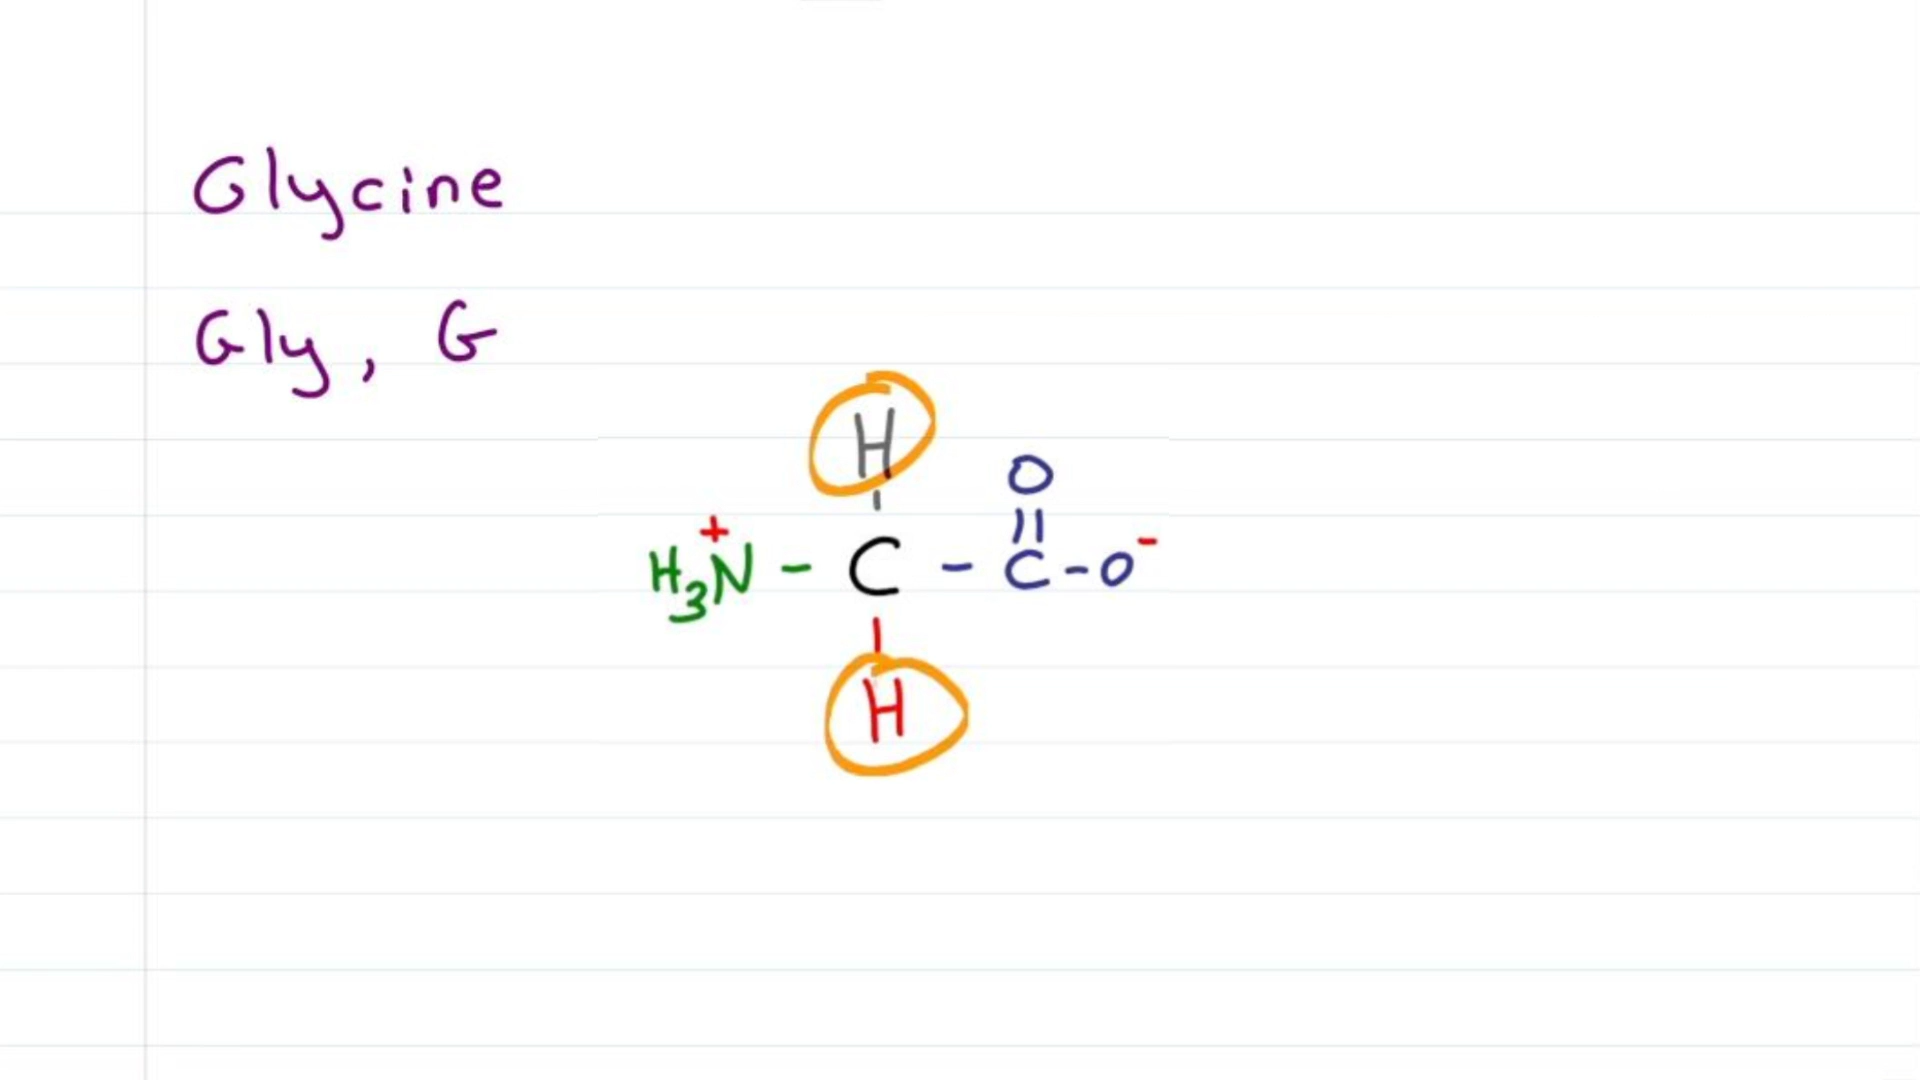 Glycine
Gly, G
H
O
+
||
-
H₃N - C - C - O
H